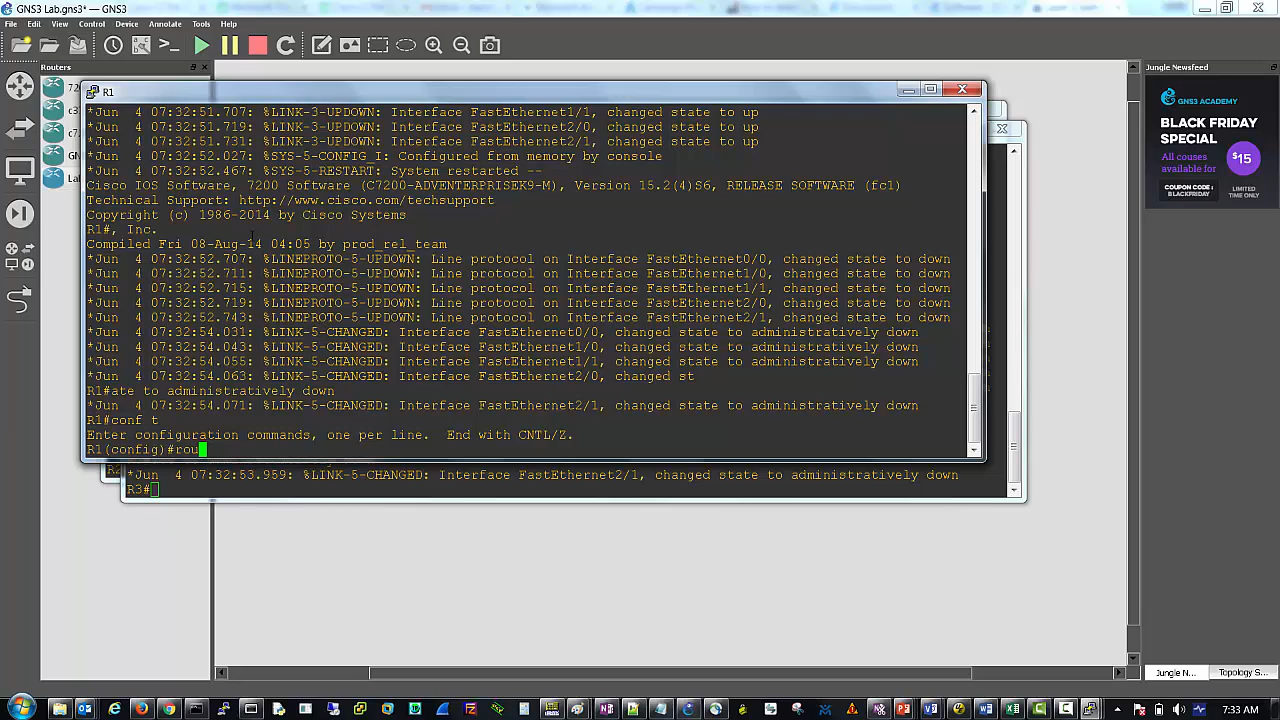 GNS3 Lab.gns3* — GNS3
File Edit View Control Device Annotate Tools Help
Routers
Jungle Newsfeed
R1
*Jun  4 07:32:51.707: %LINK-3-UPDOWN: Interface FastEthernet1/1, changed state to up
*Jun  4 07:32:51.719: %LINK-3-UPDOWN: Interface FastEthernet2/0, changed state to up
*Jun  4 07:32:51.731: %LINK-3-UPDOWN: Interface FastEthernet2/1, changed state to up
*Jun  4 07:32:52.027: %SYS-5-CONFIG_I: Configured from memory by console
*Jun  4 07:32:52.467: %SYS-5-RESTART: System restarted --
Cisco IOS Software, 7200 Software (C7200-ADVENTERPRISEK9-M), Version 15.2(4)S6, RELEASE SOFTWARE (fc1)
Technical Support: http://www.cisco.com/techsupport
Copyright (c) 1986-2014 by Cisco Systems
R1#, Inc.
Compiled Fri 08-Aug-14 04:05 by prod_rel_team
*Jun  4 07:32:52.707: %LINEPROTO-5-UPDOWN: Line protocol on Interface FastEthernet0/0, changed state to down
*Jun  4 07:32:52.711: %LINEPROTO-5-UPDOWN: Line protocol on Interface FastEthernet1/0, changed state to down
*Jun  4 07:32:52.715: %LINEPROTO-5-UPDOWN: Line protocol on Interface FastEthernet1/1, changed state to down
*Jun  4 07:32:52.719: %LINEPROTO-5-UPDOWN: Line protocol on Interface FastEthernet2/0, changed state to down
*Jun  4 07:32:52.743: %LINEPROTO-5-UPDOWN: Line protocol on Interface FastEthernet2/1, changed state to down
*Jun  4 07:32:54.031: %LINK-5-CHANGED: Interface FastEthernet0/0, changed state to administratively down
*Jun  4 07:32:54.043: %LINK-5-CHANGED: Interface FastEthernet1/0, changed state to administratively down
*Jun  4 07:32:54.055: %LINK-5-CHANGED: Interface FastEthernet1/1, changed state to administratively down
*Jun  4 07:32:54.063: %LINK-5-CHANGED: Interface FastEthernet2/0, changed st
R1#ate to administratively down
*Jun  4 07:32:54.071: %LINK-5-CHANGED: Interface FastEthernet2/1, changed state to administratively down
R1#conf t
Enter configuration commands, one per line.  End with CNTL/Z.
R1(config)#rou
*Jun  4 07:32:53.959: %LINK-5-CHANGED: Interface FastEthernet2/1, changed state to administratively down
R3#
GNS3 ACADEMY
BLACK FRIDAY
SPECIAL
All couses
available for
$15
COUPON CODE:
BLACKFRIDAY
LIMITED
TIME ONLY
Jungle N...
Topology S...
7:33 AM